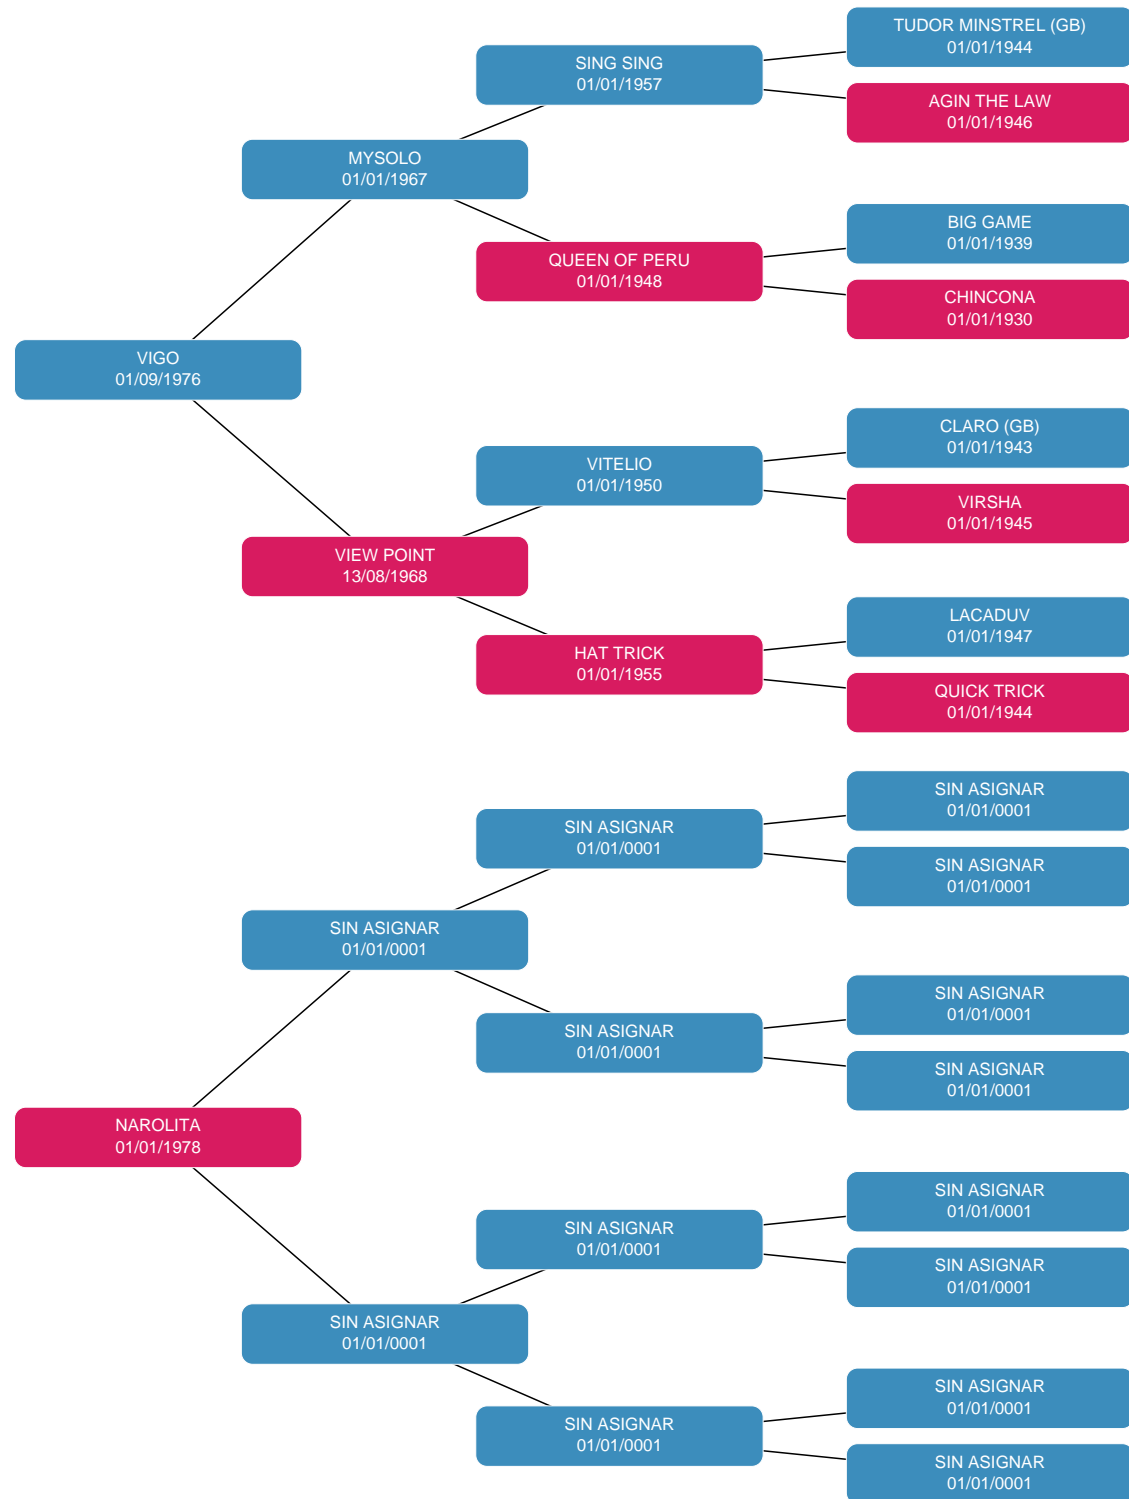 TUDOR MINSTREL (GB)
01/01/1944
SING SING
01/01/1957
AGIN THE LAW
01/01/1946
MYSOLO
01/01/1967
BIG GAME
01/01/1939
QUEEN OF PERU
01/01/1948
CHINCONA
01/01/1930
VIGO
01/09/1976
CLARO (GB)
01/01/1943
VITELIO
01/01/1950
VIRSHA
01/01/1945
VIEW POINT
13/08/1968
LACADUV
01/01/1947
HAT TRICK
01/01/1955
QUICK TRICK
01/01/1944
SIN ASIGNAR
01/01/0001
SIN ASIGNAR
01/01/0001
SIN ASIGNAR
01/01/0001
SIN ASIGNAR
01/01/0001
SIN ASIGNAR
01/01/0001
SIN ASIGNAR
01/01/0001
SIN ASIGNAR
01/01/0001
NAROLITA
01/01/1978
SIN ASIGNAR
01/01/0001
SIN ASIGNAR
01/01/0001
SIN ASIGNAR
01/01/0001
SIN ASIGNAR
01/01/0001
SIN ASIGNAR
01/01/0001
SIN ASIGNAR
01/01/0001
SIN ASIGNAR
01/01/0001